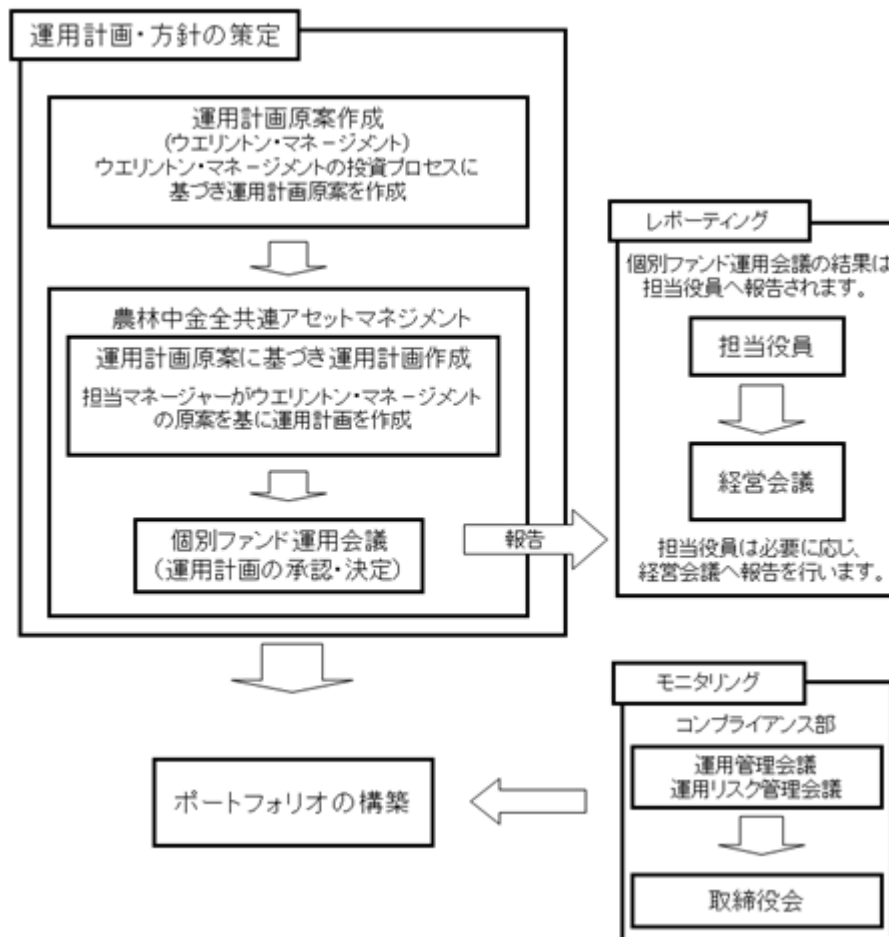 運用計画・方針の策定
運用計画原案作成
(ウエリントン・マネージメント)
ウエリントン・マネージメントの投資プロセスに
基づき運用計画原案を作成
農林中金全共連アセットマネジメント
運用計画原案に基づき運用計画作成
担当マネージャーがウエリントン・マネージメント
の原案を基に運用計画を作成
個別ファンド運用会議
(運用計画の承認・決定)
報告
レポーティング
個別ファンド運用会議の結果は
担当役員へ報告されます。
担当役員
経営会議
担当役員は必要に応じ、
経営会議へ報告を行います。
ポートフォリオの構築
モニタリング
コンプライアンス部
運用管理会議
運用リスク管理会議
取締役会